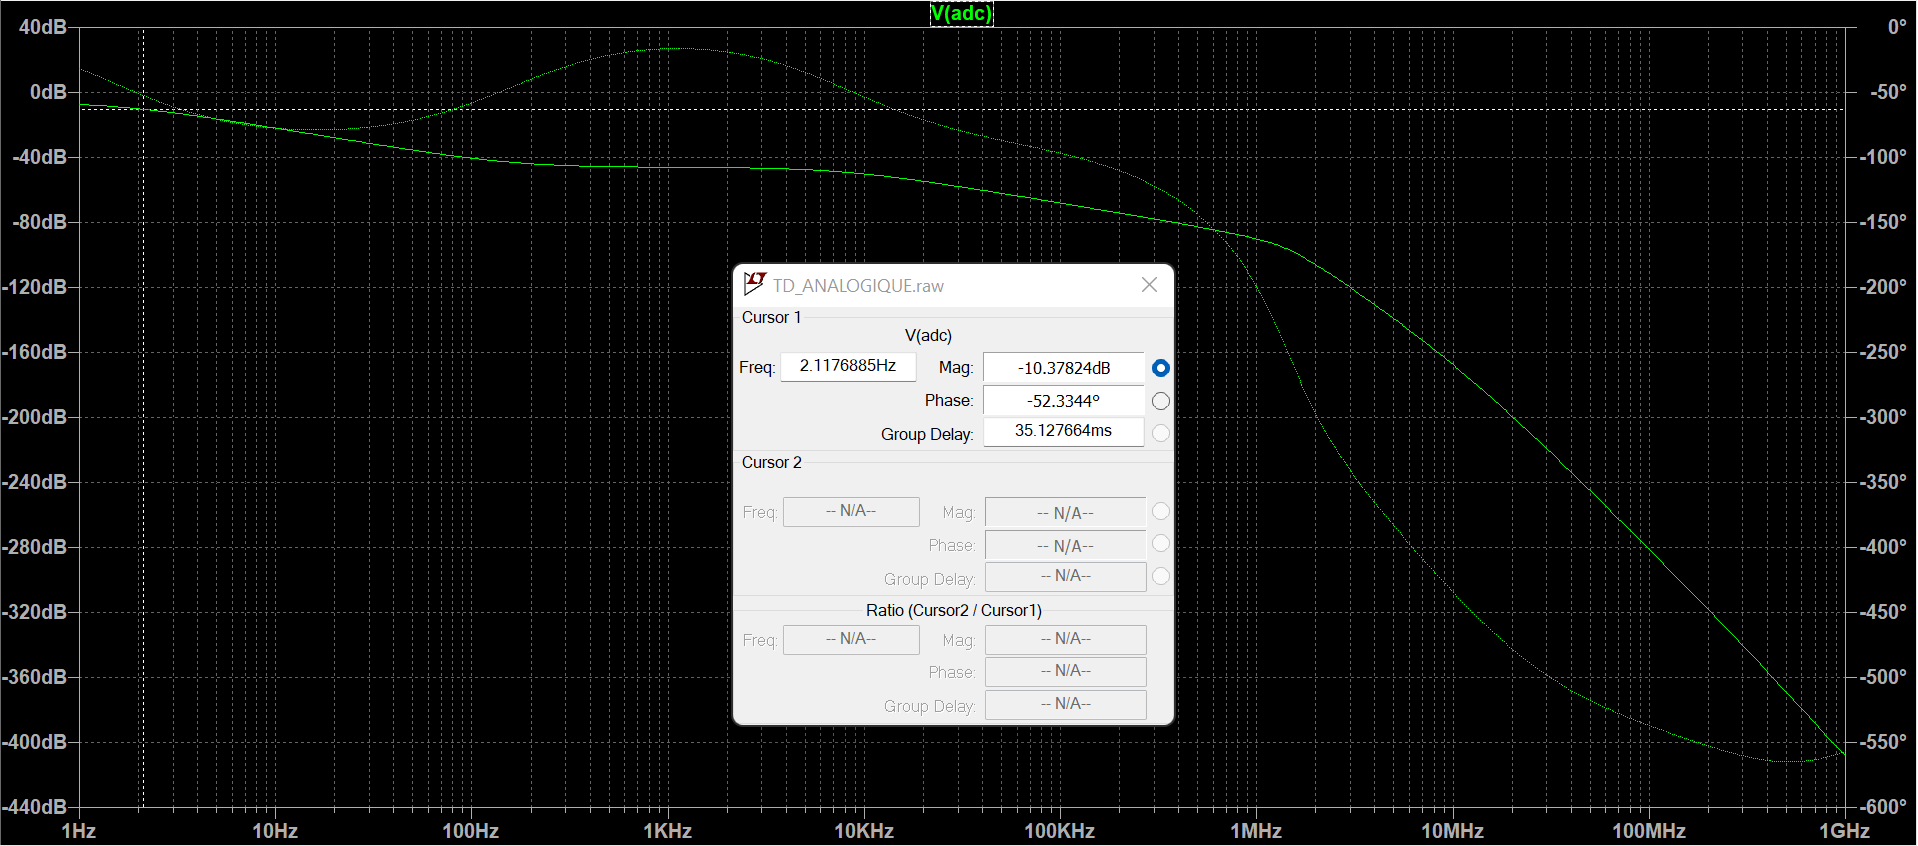 V(adc)
40dB
0dB
-40dB
-80dB
-120dB
-160dB
-200dB
-240dB
-280dB
-320dB
-360dB
-400dB
-440dB
0°
-50°
-100°
-150°
-200°
-250°
-300°
-350°
-400°
-450°
-500°
-550°
-600°
1Hz 10Hz 100Hz 1KHz 10KHz 100KHz 1MHz 10MHz 100MHz 1GHz
TD_ANALOGIQUE.raw
Cursor 1
V(adc)
Freq: 2.1176885Hz Mag: -10.37824dB
Phase: -52.3344°
Group Delay: 35.127664ms
Cursor 2
Freq: -- N/A-- Mag: -- N/A--
Phase: -- N/A--
Group Delay: -- N/A--
Ratio (Cursor2 / Cursor1)
Freq: -- N/A-- Mag: -- N/A--
Phase: -- N/A--
Group Delay: -- N/A--